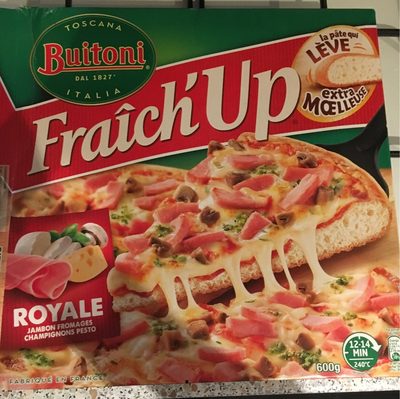 TOSCANA
Buitoni
DAL 1827
ITALIA
la pâte qui
LÈVE
extra
MŒLLEUSE
Fraîch'Up
ROYALE
JAMBON FROMAGES
CHAMPIGNONS PESTO
FABRIQUÉ EN FRANCE
600g
12-14
MIN
240°C